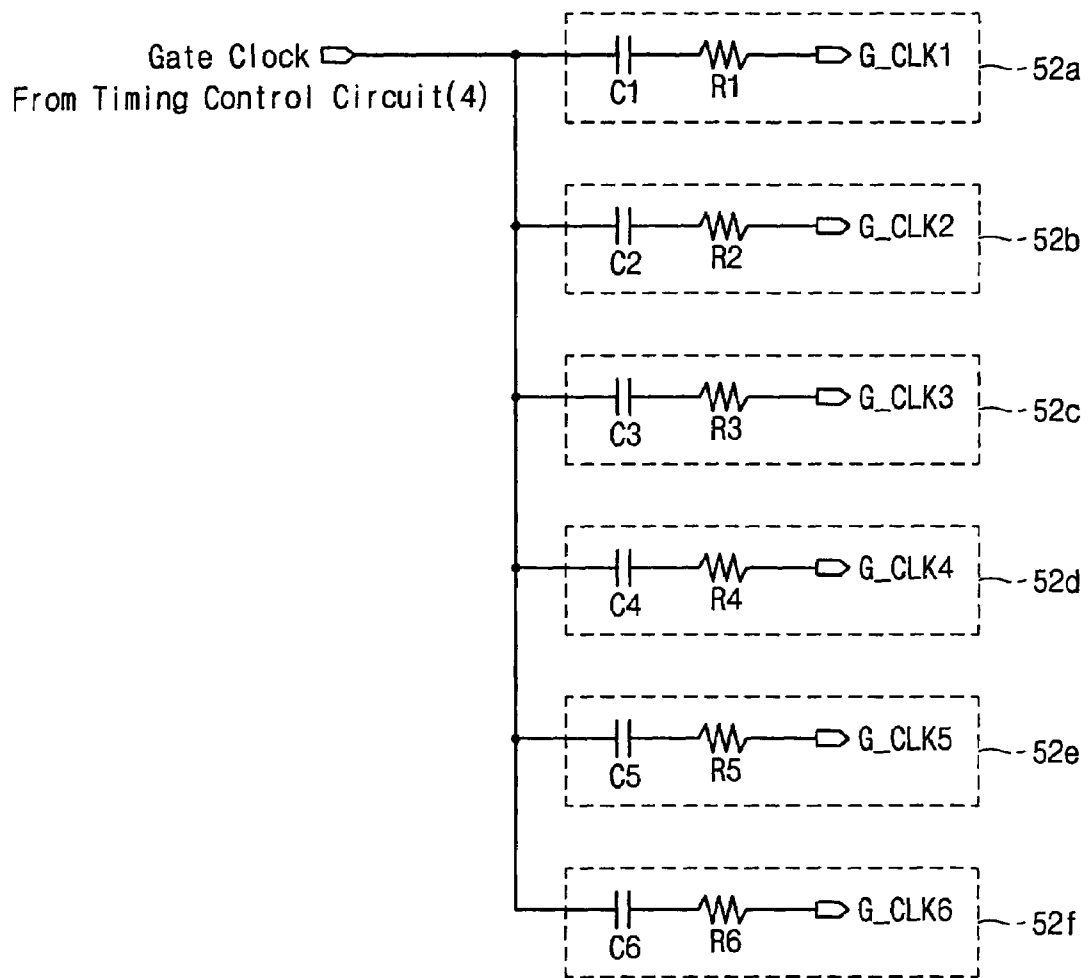 Gate Clock
From Timing Control Circuit(4)
C1 R1 G_CLK1 52a
C2 R2 G_CLK2 52b
C3 R3 G_CLK3 52c
C4 R4 G_CLK4 52d
C5 R5 G_CLK5 52e
C6 R6 G_CLK6 52f